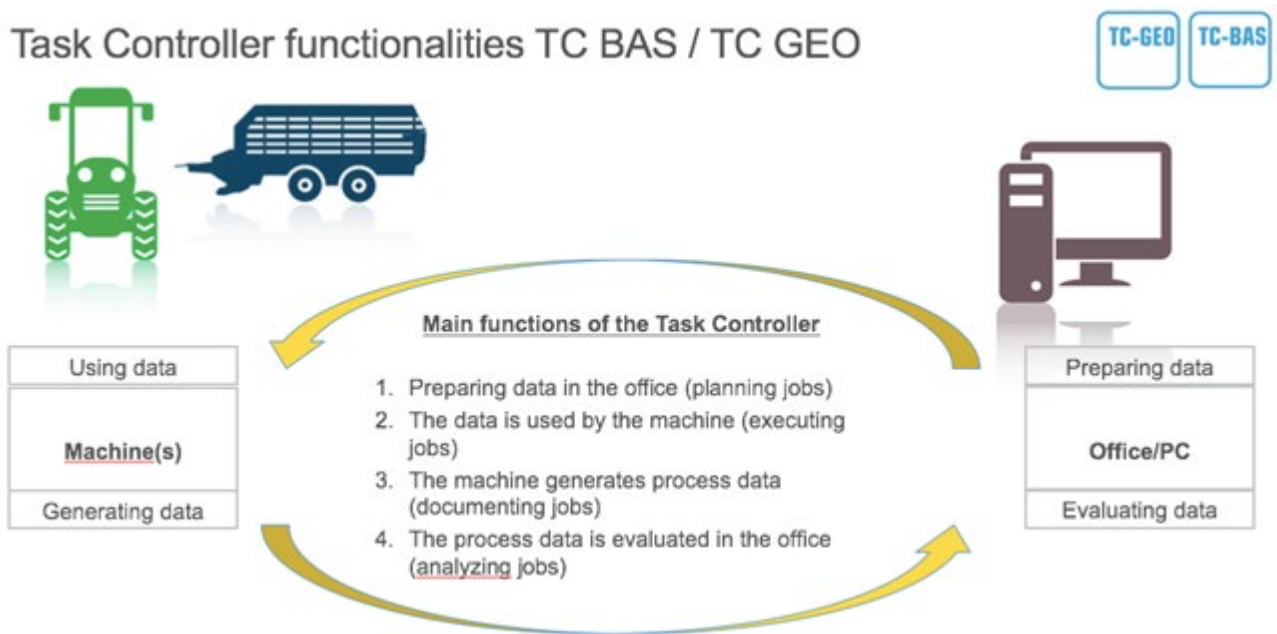 Task Controller functionalities TC BAS / TC GEO
TC-GEO
TC-BAS
Main functions of the Task Controller
Using data
Machine(s)
Generating data
1. Preparing data in the office (planning jobs)
2. The data is used by the machine (executing
jobs)
3. The machine generates process data
(documenting jobs)
4. The process data is evaluated in the office
(analyzing jobs)
Preparing data
Office/PC
Evaluating data